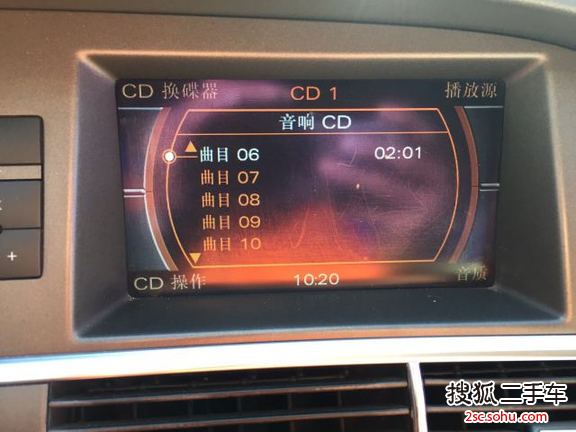 CD 换碟器 CD 1 播放源
音响 CD
曲目 06 02:01
曲目 07
曲目 08
曲目 09
曲目 10
CD 操作 10:20 音质
+
搜狐二手车
2sc.sohu.com